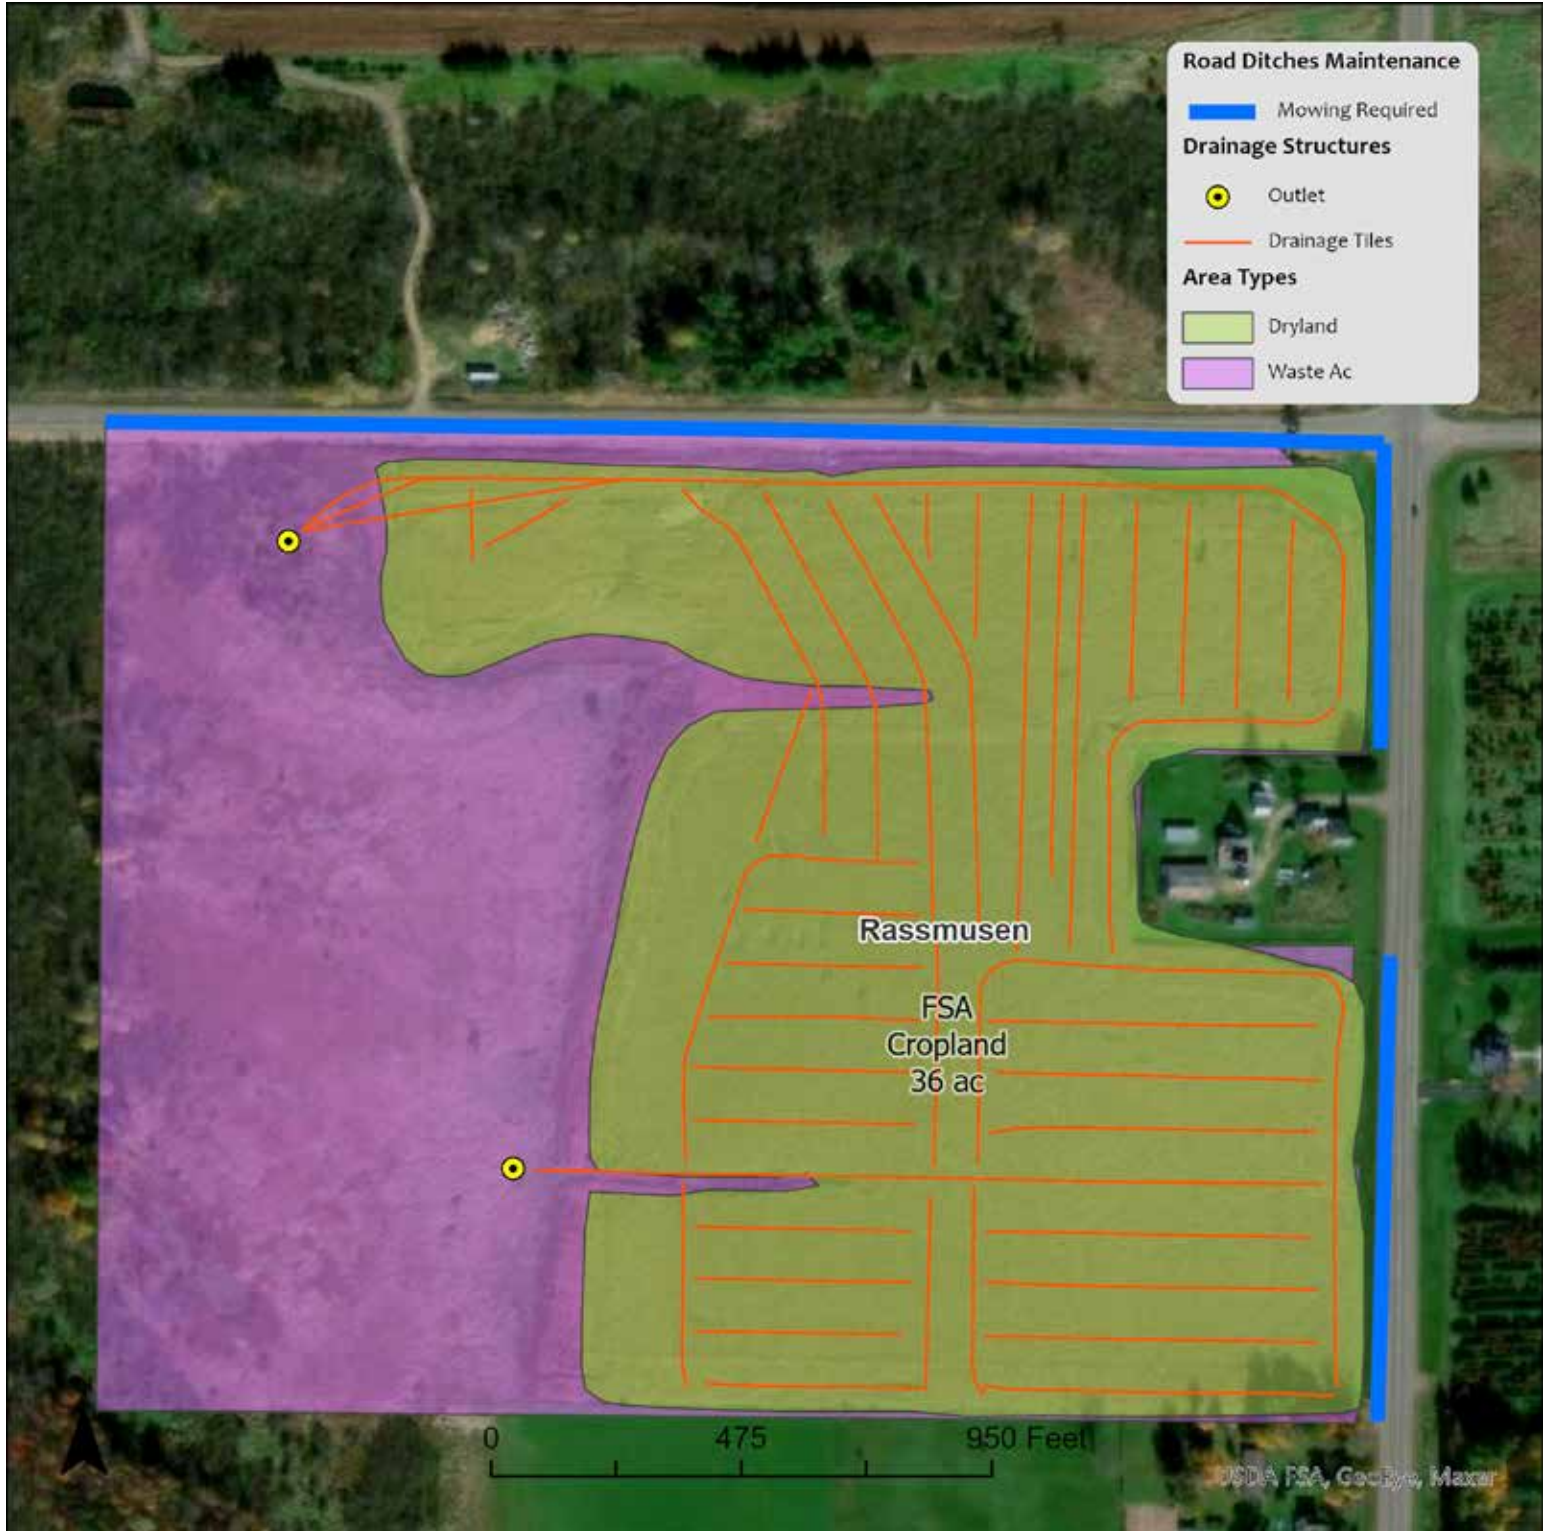 Road Ditches Maintenance
Mowing Required
Drainage Structures
Outlet
Drainage Tiles
Area Types
Dryland
Waste Ac
Rassmusen
FSA
Cropland
36 ac
0 475 950 Feet
USDA FSA, GeoEye, Maxar